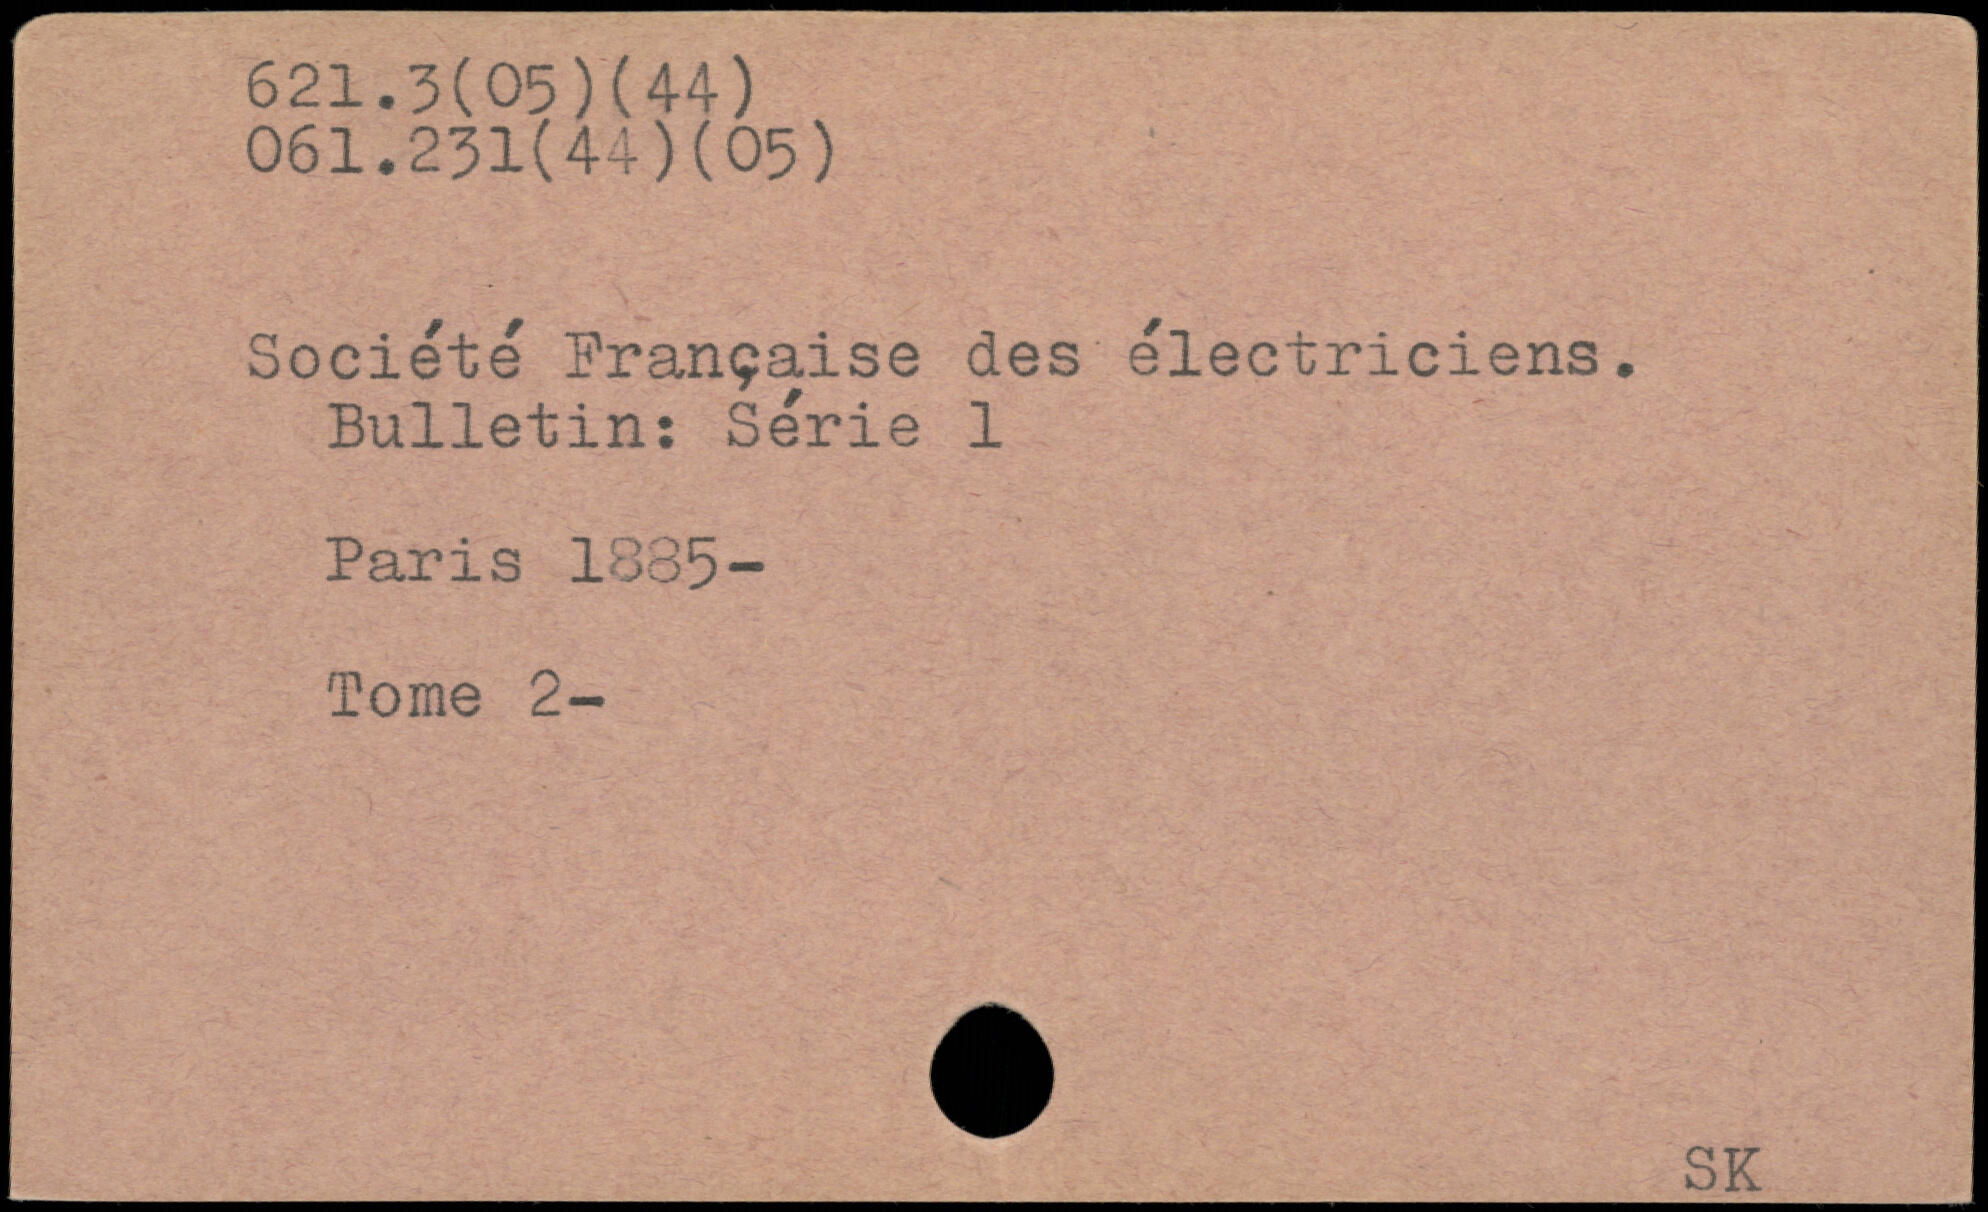 621.3(05)(44)
061.231(44)(05)
Société Française des électriciens.
Bulletin: Série 1
Paris 1885-
Tome 2-
SK